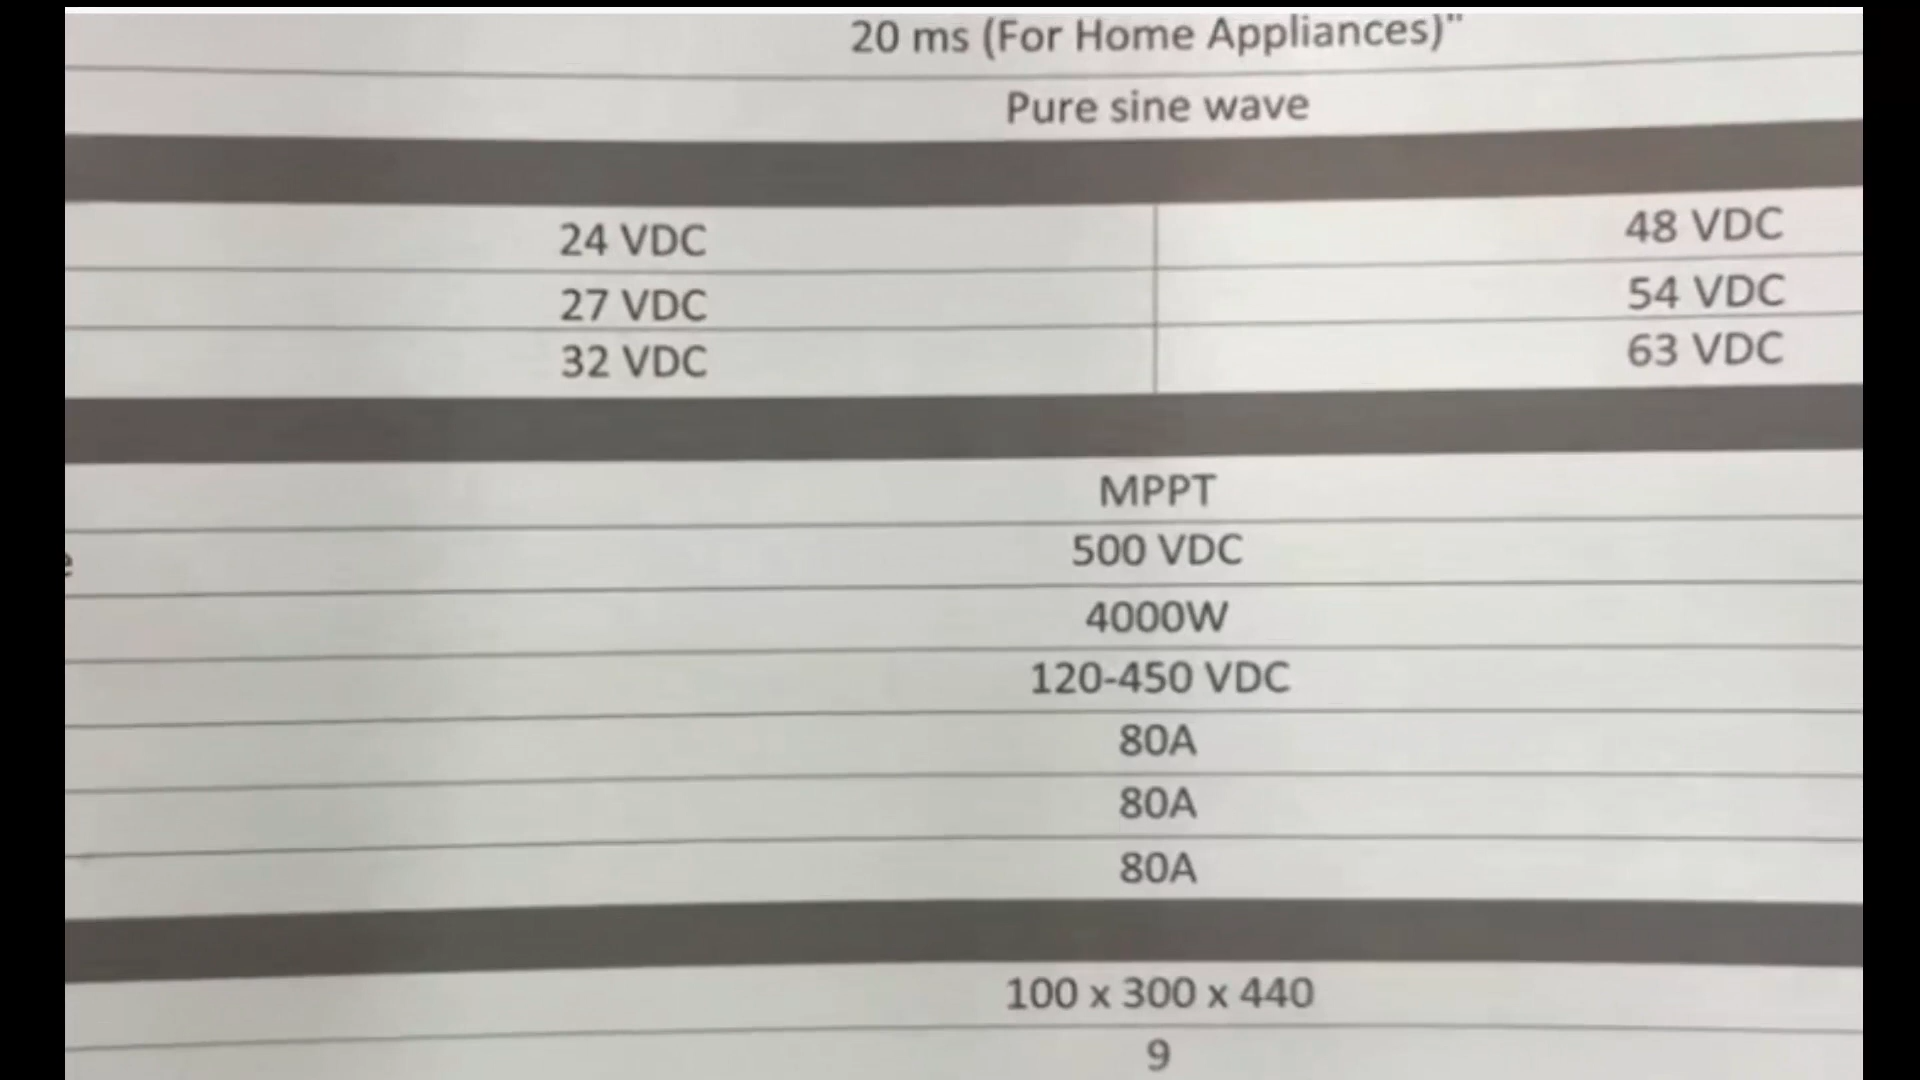 20 ms (For Home Appliances)"
Pure sine wave
24 VDC 48 VDC
27 VDC 54 VDC
32 VDC 63 VDC
MPPT
500 VDC
4000W
120-450 VDC
80A
80A
80A
100 x 300 x 440
9